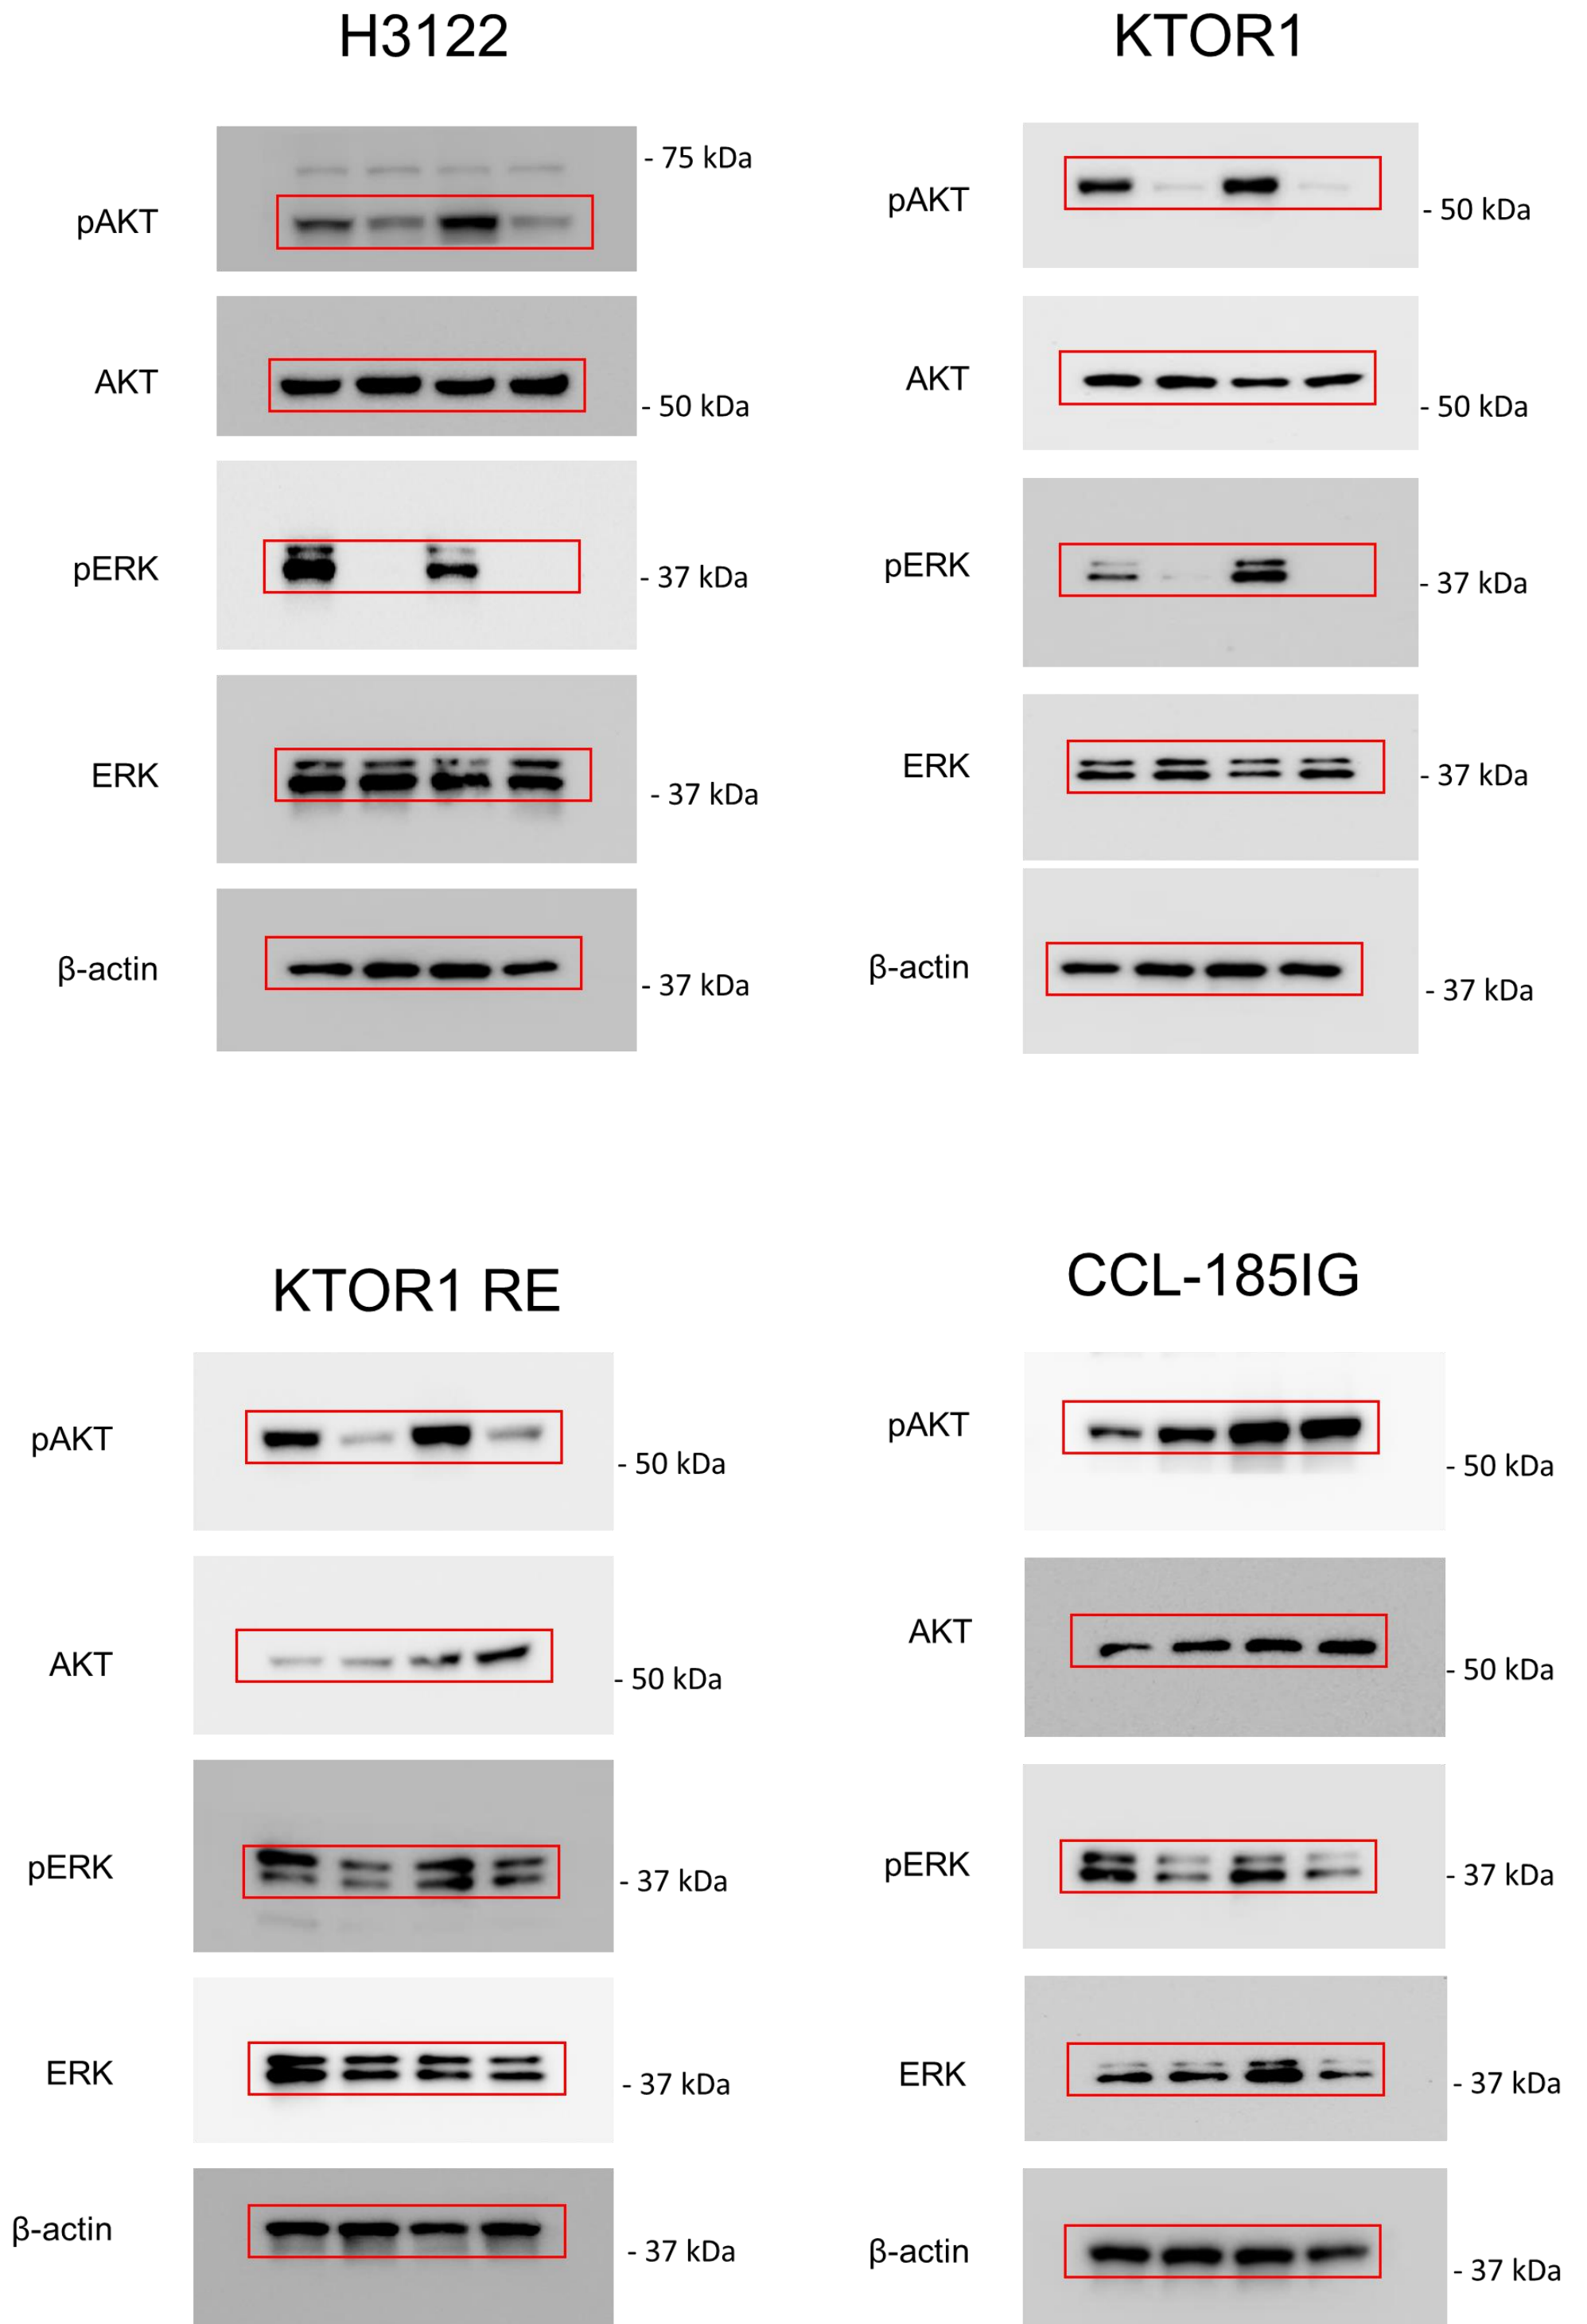 H3122
pAKT
- 75 kDa
AKT
- 50 kDa
pERK
- 37 kDa
ERK
- 37 kDa
β-actin
- 37 kDa
KTOR1
pAKT
- 50 kDa
AKT
- 50 kDa
pERK
- 37 kDa
ERK
- 37 kDa
β-actin
- 37 kDa
KTOR1 RE
pAKT
- 50 kDa
AKT
- 50 kDa
pERK
- 37 kDa
ERK
- 37 kDa
β-actin
- 37 kDa
CCL-185IG
pAKT
- 50 kDa
AKT
- 50 kDa
pERK
- 37 kDa
ERK
- 37 kDa
β-actin
- 37 kDa